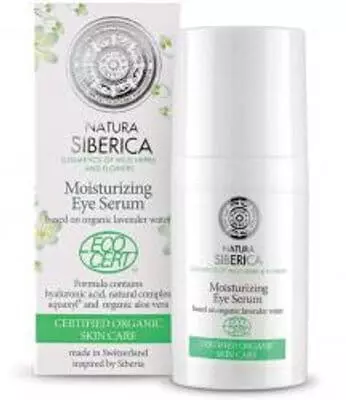 NATURA
SIBERICA
COSMETICS OF WILD HERBS
AND FLOWERS
Moisturizing
Eye Serum
based on organic lavender water
ECO
CERT
Formula contains
hyaluronic acid, natural complex
aquaxyl and organic aloe vera
CERTIFIED ORGANIC
SKIN CARE
made in Switzerland
inspired by Siberia
NATURA
SIBERICA
Moisturizing
Eye Serum
based on organic lavender water
CERTIFIED ORGANIC
SKIN CARE